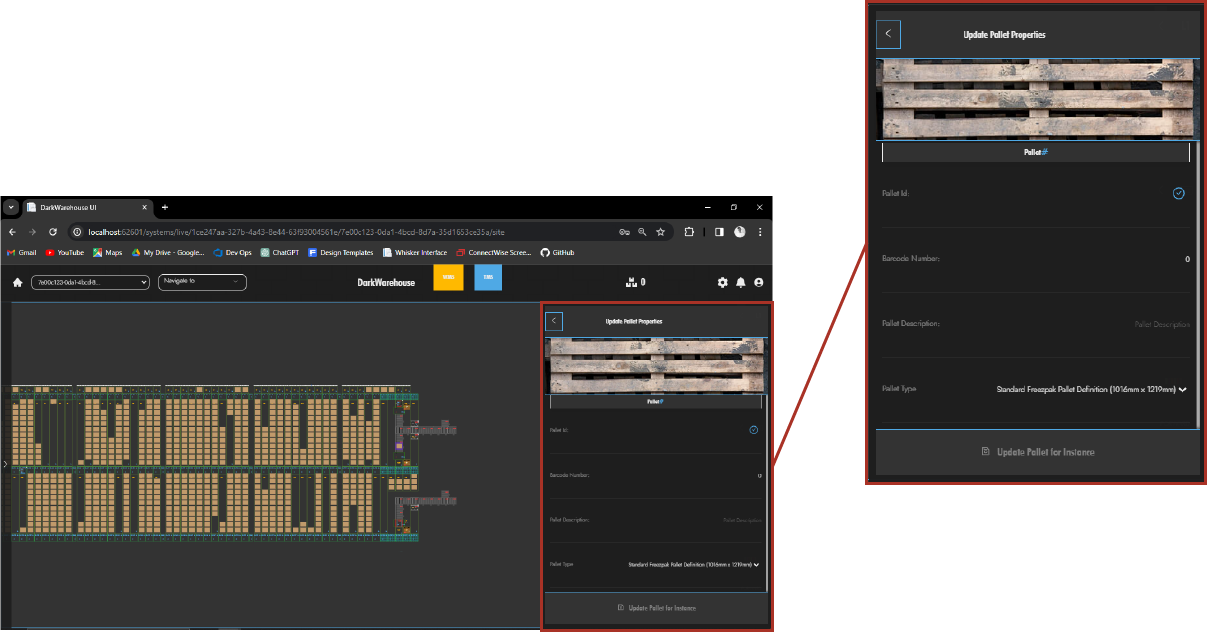 Update Pallet Properties
Pallet#
Pallet Id:
Barcode Number:
0
Pallet Description:
Pallet Description
Pallet Type
Standard Freezpak Pallet Definition (1016mm x 1219mm)
Update Pallet for Instance
DarkWarehouse UI
localhost:62601/systems/live/1ce247aa-327b-4a43-8e44-63f93004561e/7e00c123-0da1-4bcd-8d7a-35d1653ce35a/site
Gmail YouTube Maps My Drive - Google... Dev Ops ChatGPT Design Templates Whisker Interface ConnectWise Scree... GitHub
7e00c123-0da1-4bcd-8... Navigate to DarkWarehouse 0
Update Pallet Properties
Pallet#
Pallet Id:
Barcode Number:
0
Pallet Description:
Pallet Description
Pallet Type
Standard Freezpak Pallet Definition (1016mm x 1219mm)
Update Pallet for Instance